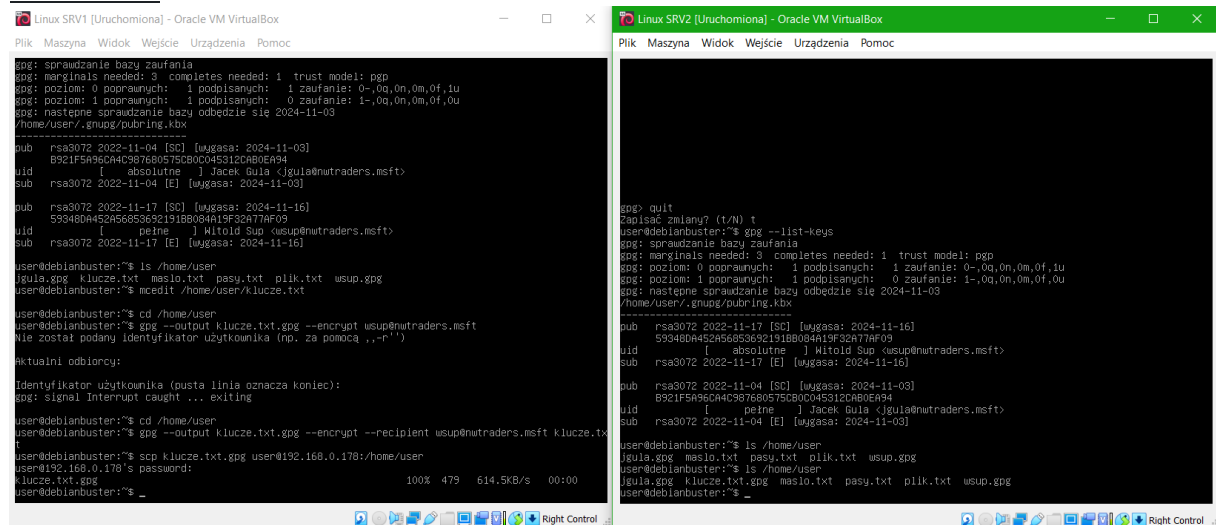 Linux SRV1 [Uruchomiona] - Oracle VM VirtualBox
Plik Maszyna Widok Wejście Urządzenia Pomoc
gpg: sprawdzanie bazy zaufania
gpg: marginals needed: 3  completes needed: 1  trust model: pgp
gpg: poziom: 0 poprawnych:   1 podpisanych:   1 zaufanie: 0-,0q,0n,0m,0f,1u
gpg: poziom: 1 poprawnych:   1 podpisanych:   0 zaufanie: 1-,0q,0n,0m,0f,0u
gpg: następne sprawdzanie bazy odbędzie się 2024-11-03
/home/user/.gnupg/pubring.kbx
-----------------------------
pub   rsa3072 2022-11-04 [SC] [wygasa: 2024-11-03]
      B921F5A96CA4C987680575CB0C045312CAB0EA94
uid           [   absolutne   ] Jacek Gula <jgula@nwtraders.msft>
sub   rsa3072 2022-11-04 [E] [wygasa: 2024-11-03]
pub   rsa3072 2022-11-17 [SC] [wygasa: 2024-11-16]
      59348DA452A56853692191BB084A19F32A77AF09
uid           [     pełne     ] Witold Sup <wsup@nwtraders.msft>
sub   rsa3072 2022-11-17 [E] [wygasa: 2024-11-16]
user@debianbuster:~$ ls /home/user
jgula.gpg  klucze.txt  maslo.txt  pasy.txt  plik.txt  wsup.gpg
user@debianbuster:~$ mcedit /home/user/klucze.txt
user@debianbuster:~$ cd /home/user
user@debianbuster:~$ gpg --output klucze.txt.gpg --encrypt wsup@nwtraders.msft
Nie został podany identyfikator użytkownika (np. za pomocą ,,-r'')
Aktualni odbiorcy:
Identyfikator użytkownika (pusta linia oznacza koniec):
gpg: signal Interrupt caught ... exiting
user@debianbuster:~$ cd /home/user
user@debianbuster:~$ gpg --output klucze.txt.gpg --encrypt --recipient wsup@nwtraders.msft klucze.tx
t
user@debianbuster:~$ scp klucze.txt.gpg user@192.168.0.178:/home/user
user@192.168.0.178's password:
klucze.txt.gpg                                100%  479   614.5KB/s   00:00
user@debianbuster:~$ _
Right Control
Linux SRV2 [Uruchomiona] - Oracle VM VirtualBox
Plik Maszyna Widok Wejście Urządzenia Pomoc
gpg> quit
Zapisać zmiany? (t/N) t
user@debianbuster:~$ gpg --list-keys
gpg: sprawdzanie bazy zaufania
gpg: marginals needed: 3  completes needed: 1  trust model: pgp
gpg: poziom: 0 poprawnych:   1 podpisanych:   1 zaufanie: 0-,0q,0n,0m,0f,1u
gpg: poziom: 1 poprawnych:   1 podpisanych:   0 zaufanie: 1-,0q,0n,0m,0f,0u
gpg: następne sprawdzanie bazy odbędzie się 2024-11-03
/home/user/.gnupg/pubring.kbx
-----------------------------
pub   rsa3072 2022-11-17 [SC] [wygasa: 2024-11-16]
      59348DA452A56853692191BB084A19F32A77AF09
uid           [   absolutne   ] Witold Sup <wsup@nwtraders.msft>
sub   rsa3072 2022-11-17 [E] [wygasa: 2024-11-16]
pub   rsa3072 2022-11-04 [SC] [wygasa: 2024-11-03]
      B921F5A96CA4C987680575CB0C045312CAB0EA94
uid           [     pełne     ] Jacek Gula <jgula@nwtraders.msft>
sub   rsa3072 2022-11-04 [E] [wygasa: 2024-11-03]
user@debianbuster:~$ ls /home/user
jgula.gpg  maslo.txt  pasy.txt  plik.txt  wsup.gpg
user@debianbuster:~$ ls /home/user
jgula.gpg  klucze.txt.gpg  maslo.txt  pasy.txt  plik.txt  wsup.gpg
user@debianbuster:~$ _
Right Control